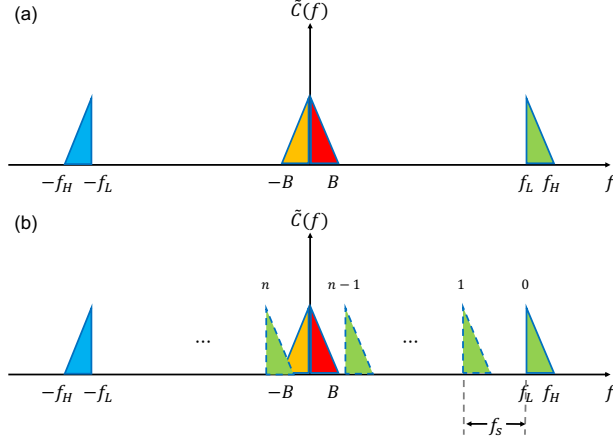 (a)
C̃(f)
−f_H −f_L −B B f_L f_H f
(b)
C̃(f)
n n − 1 1 0
... ...
−f_H −f_L −B B f_L f_H f
f_s